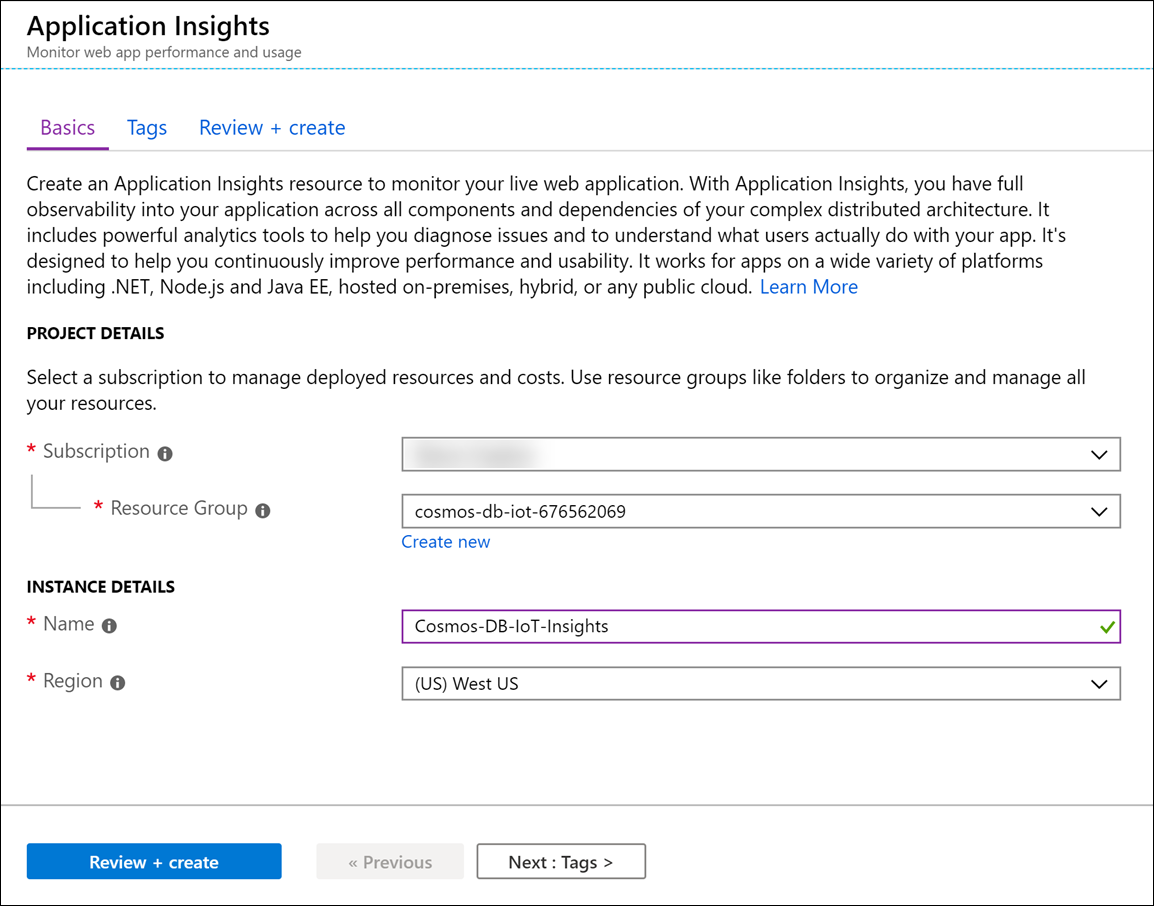 Application Insights
Monitor web app performance and usage
Basics Tags Review + create
Create an Application Insights resource to monitor your live web application. With Application Insights, you have full
observability into your application across all components and dependencies of your complex distributed architecture. It
includes powerful analytics tools to help you diagnose issues and to understand what users actually do with your app. It's
designed to help you continuously improve performance and usability. It works for apps on a wide variety of platforms
including .NET, Node.js and Java EE, hosted on-premises, hybrid, or any public cloud. Learn More
PROJECT DETAILS
Select a subscription to manage deployed resources and costs. Use resource groups like folders to organize and manage all
your resources.
* Subscription
* Resource Group cosmos-db-iot-676562069
Create new
INSTANCE DETAILS
* Name Cosmos-DB-IoT-Insights
* Region (US) West US
Review + create « Previous Next : Tags >